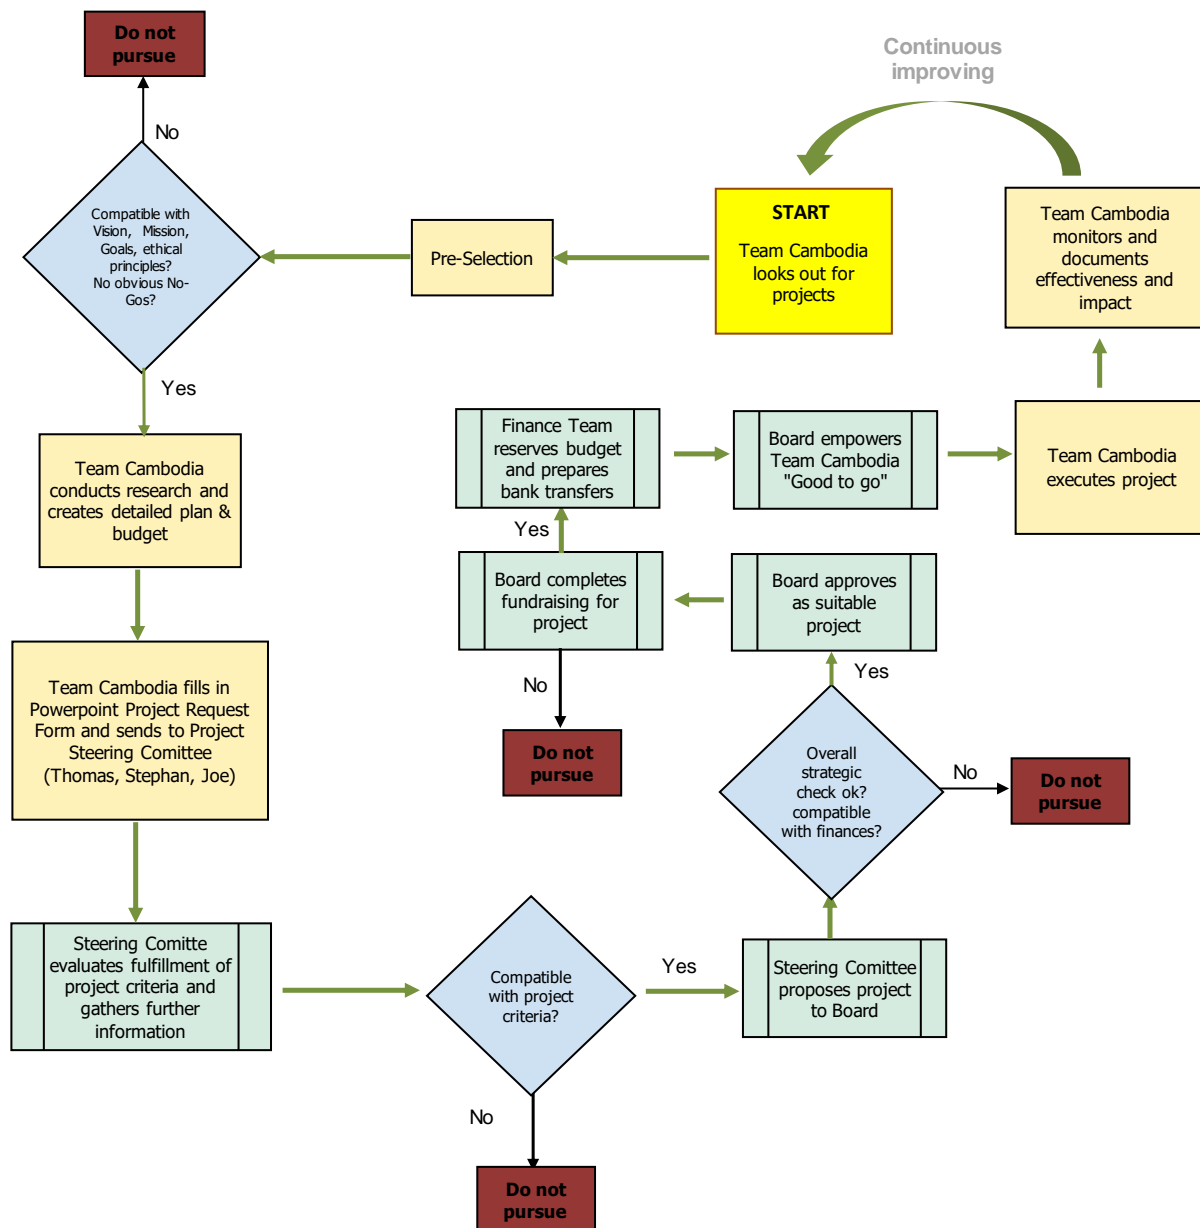 Do not
pursue
No
Compatible with
Vision, Mission,
Goals, ethical
principles?
No obvious No-
Gos?
Yes
Pre-Selection
START
Team Cambodia
looks out for
projects
Continuous
improving
Team Cambodia
monitors and
documents
effectiveness and
impact
Team Cambodia
conducts research and
creates detailed plan &
budget
Finance Team
reserves budget
and prepares
bank transfers
Board empowers
Team Cambodia
"Good to go"
Team Cambodia
executes project
Yes
Board completes
fundraising for
project
Board approves
as suitable
project
No
Do not
pursue
Yes
Team Cambodia fills in
Powerpoint Project Request
Form and sends to Project
Steering Comittee
(Thomas, Stephan, Joe)
Overall
strategic
check ok?
compatible
with finances?
No
Do not
pursue
Steering Comitte
evaluates fulfillment of
project criteria and
gathers further
information
Compatible
with project
criteria?
Yes
Steering Comittee
proposes project
to Board
No
Do not
pursue